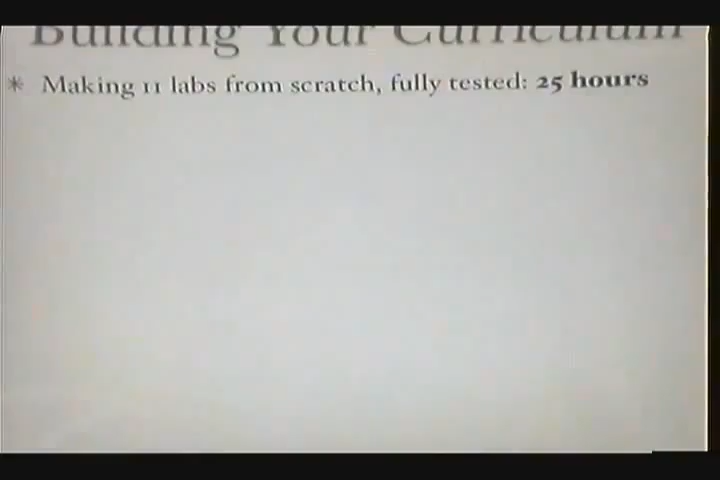 Building Your Curriculum
* Making 11 labs from scratch, fully tested: 25 hours